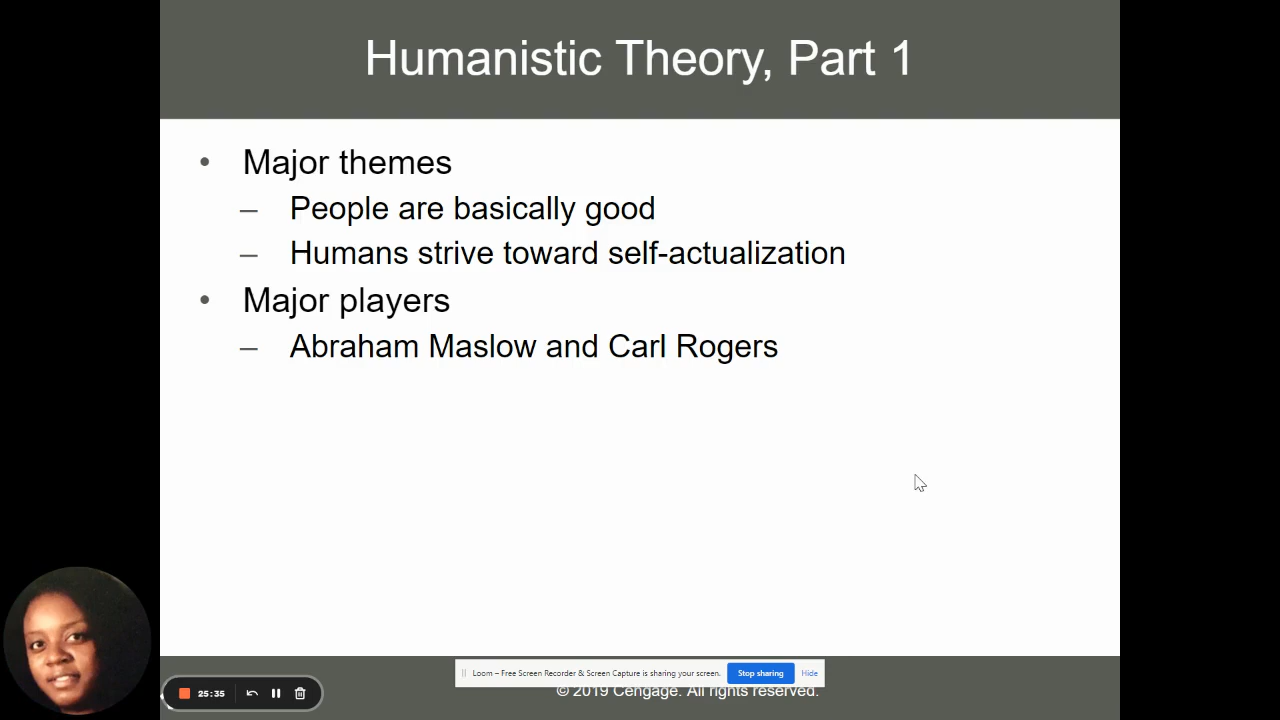 Humanistic Theory, Part 1
• Major themes
– People are basically good
– Humans strive toward self-actualization
• Major players
– Abraham Maslow and Carl Rogers
Loom – Free Screen Recorder & Screen Capture is sharing your screen. Stop sharing Hide
25:35
© 2019 Cengage. All rights reserved.